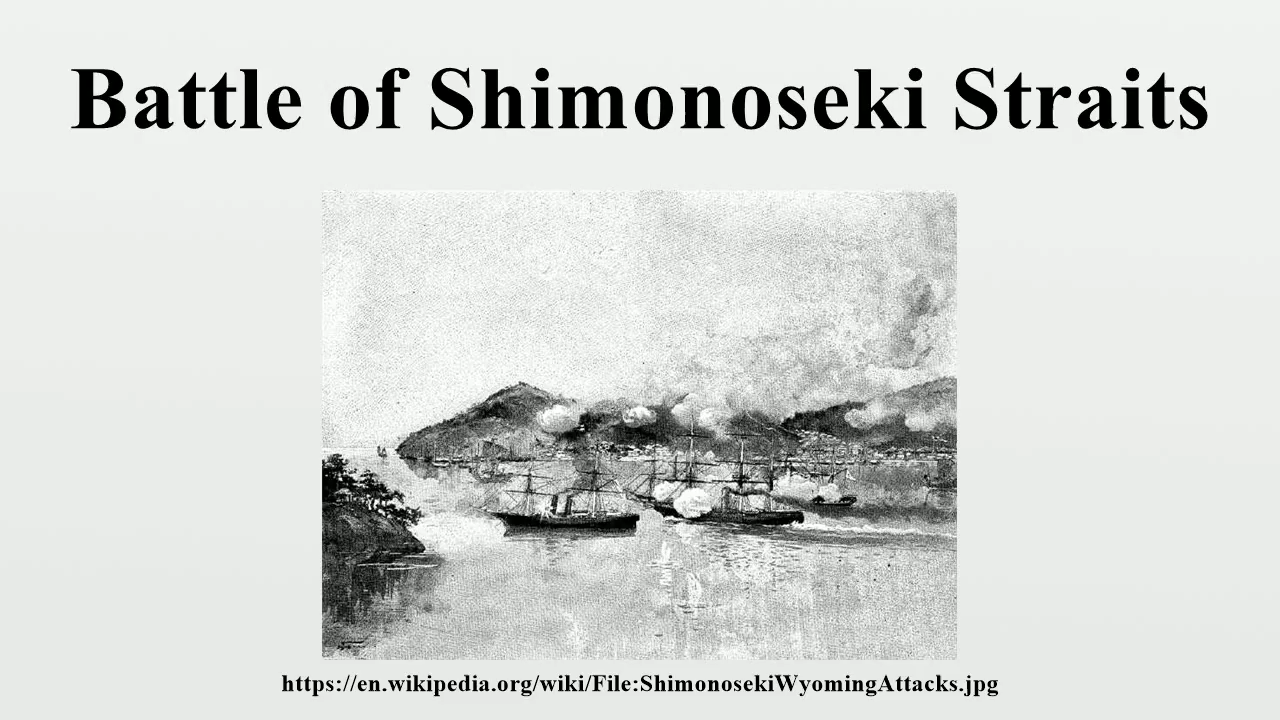 Battle of Shimonoseki Straits
https://en.wikipedia.org/wiki/File:ShimonosekiWyomingAttacks.jpg